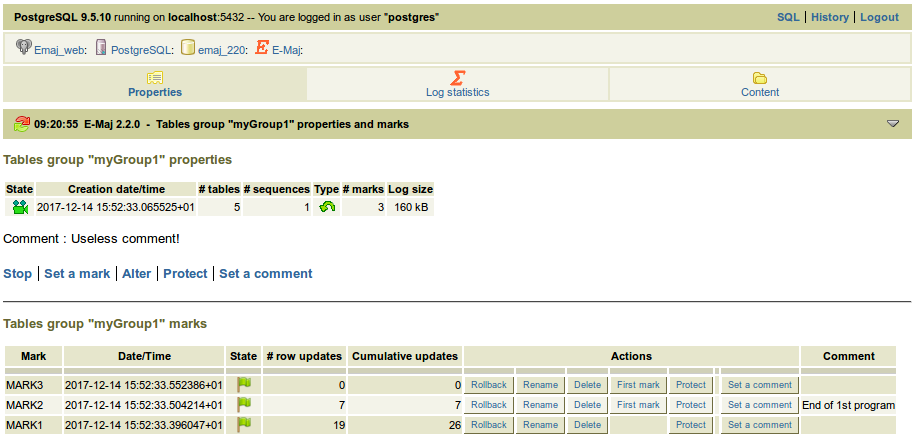 PostgreSQL 9.5.10 running on localhost:5432 -- You are logged in as user "postgres" SQL | History | Logout
Emaj_web: PostgreSQL: emaj_220: E-Maj:
Properties Log statistics Content
09:20:55 E-Maj 2.2.0 - Tables group "myGroup1" properties and marks
Tables group "myGroup1" properties
State Creation date/time # tables # sequences Type # marks Log size
2017-12-14 15:52:33.065525+01 5 1 3 160 kB
Comment : Useless comment!
Stop | Set a mark | Alter | Protect | Set a comment
Tables group "myGroup1" marks
Mark Date/Time State # row updates Cumulative updates Actions Comment
MARK3 2017-12-14 15:52:33.552386+01 0 0 Rollback Rename Delete First mark Protect Set a comment
MARK2 2017-12-14 15:52:33.504214+01 7 7 Rollback Rename Delete First mark Protect Set a comment End of 1st program
MARK1 2017-12-14 15:52:33.396047+01 19 26 Rollback Rename Delete Protect Set a comment